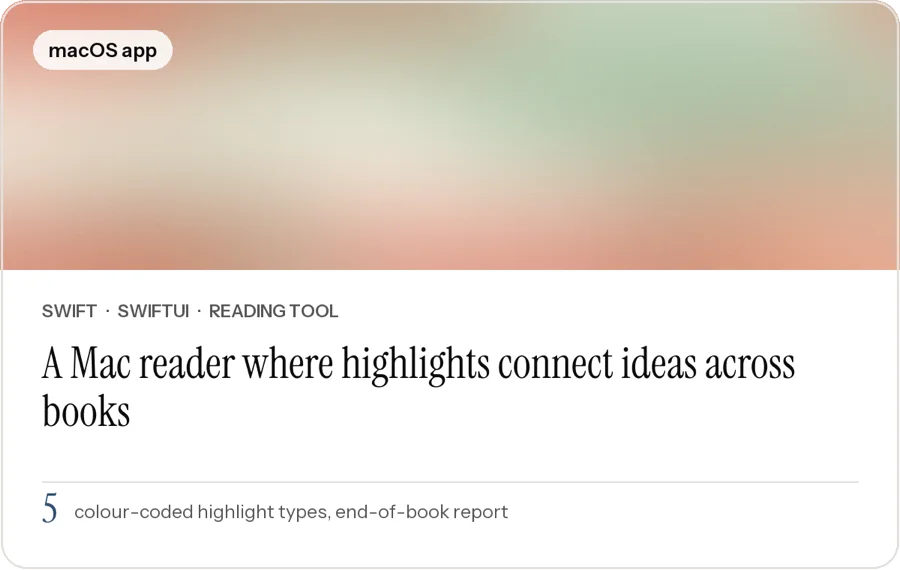 macOS app
SWIFT · SWIFTUI · READING TOOL
A Mac reader where highlights connect ideas across
books
5 colour-coded highlight types, end-of-book report